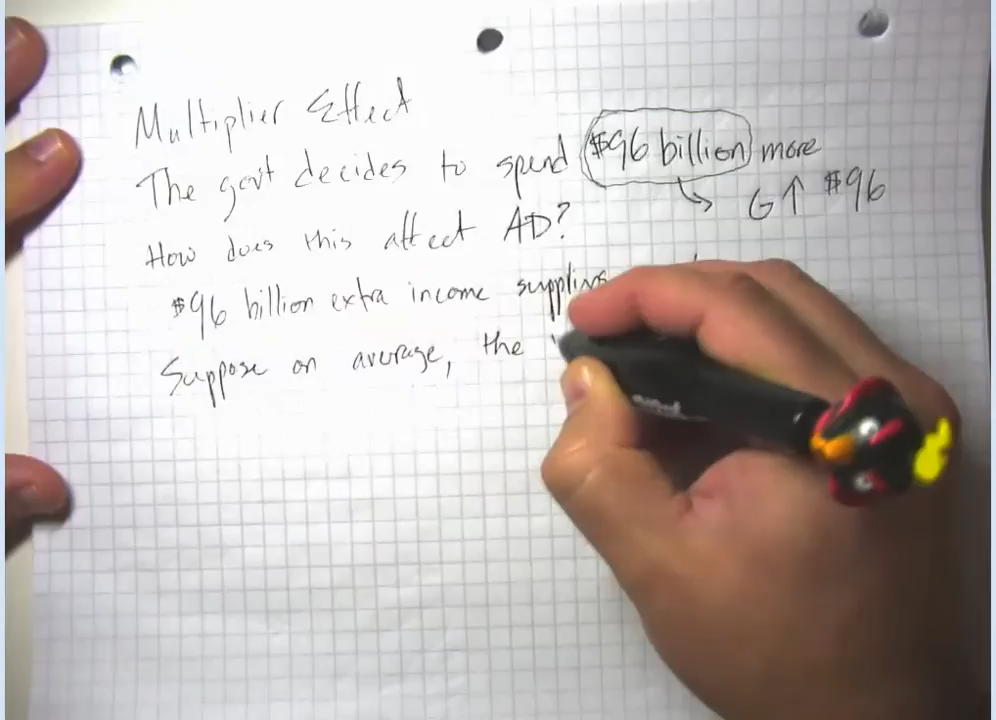 Multiplier Effect
The gov't decides to spend $96 billion more
G↑ $96
How does this affect AD?
$96 billion extra income
Suppose on average, the